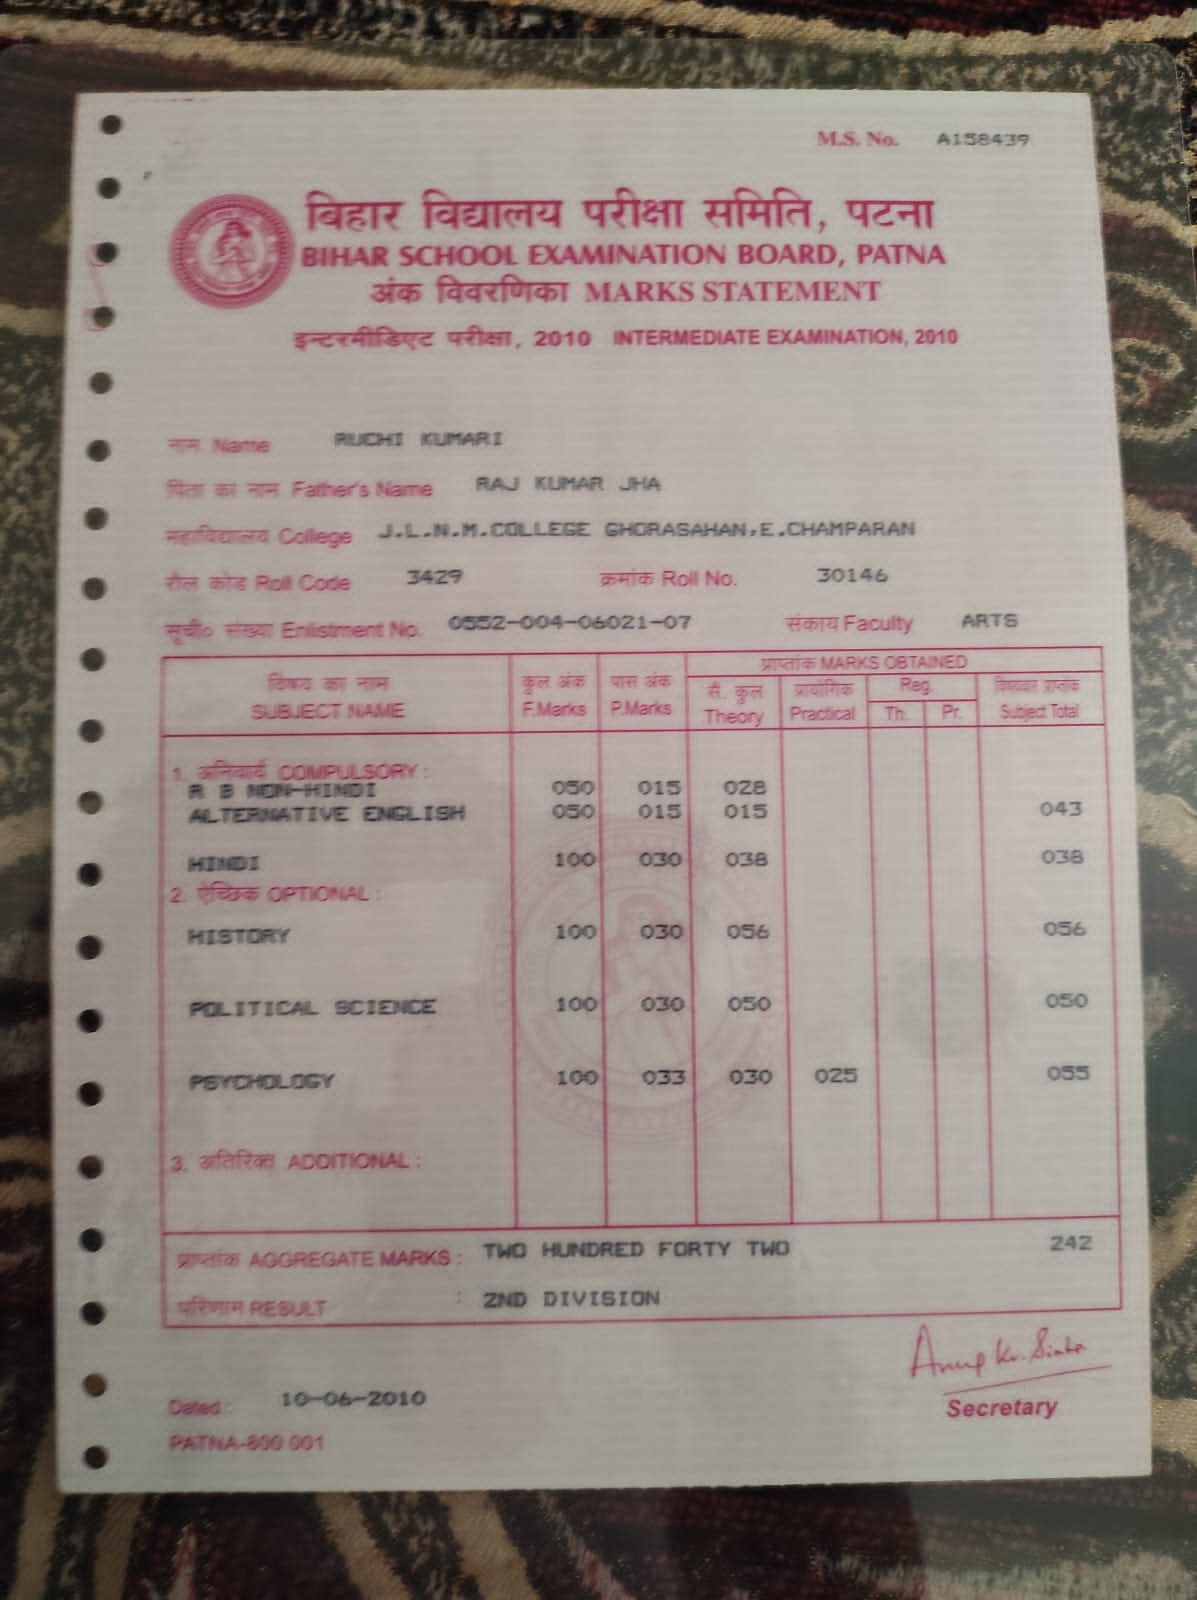 M.S. No. A158439
बिहार विद्यालय परीक्षा समिति, पटना
BIHAR SCHOOL EXAMINATION BOARD, PATNA
अंक विवरणिका MARKS STATEMENT
इन्टरमीडिएट परीक्षा, 2010 INTERMEDIATE EXAMINATION, 2010
नाम Name RUCHI KUMARI
पिता का नाम Father's Name RAJ KUMAR JHA
महाविद्यालय College J.L.N.M.COLLEGE GHORASAHAN,E.CHAMPARAN
रौल कोड Roll Code 3429 क्रमांक Roll No. 30146
सूची० संख्या Enlistment No. 0552-004-06021-07 संकाय Faculty ARTS
विषय का नाम कुल अंक पास अंक प्राप्तांक MARKS OBTAINED
SUBJECT NAME F.Marks P.Marks सै. कुल Theory प्रायोगिक Practical Reg. Th. Pr. विषयवार प्राप्तांक Subject Total
1. अनिवार्य COMPULSORY :
R B NON-HINDI 050 015 028
ALTERNATIVE ENGLISH 050 015 015 043
HINDI 100 030 038 038
2. ऐच्छिक OPTIONAL :
HISTORY 100 030 056 056
POLITICAL SCIENCE 100 030 050 050
PSYCHOLOGY 100 033 030 025 055
3. अतिरिक्त ADDITIONAL :
प्राप्तांक AGGREGATE MARKS : TWO HUNDRED FORTY TWO 242
परिणाम RESULT : 2ND DIVISION
Anup Kr. Sinha
Dated : 10-06-2010 Secretary
PATNA-800 001